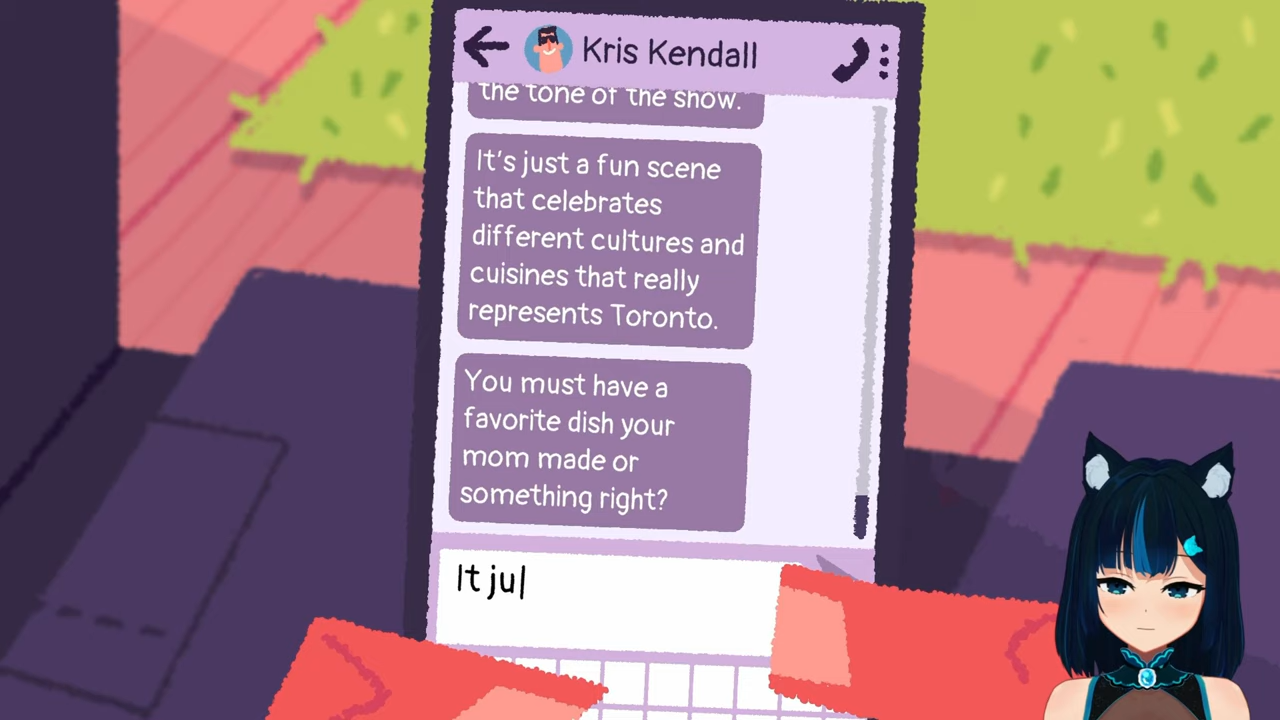 Kris Kendall
the tone of the show.
It's just a fun scene
that celebrates
different cultures and
cuisines that really
represents Toronto.
You must have a
favorite dish your
mom made or
something right?
It ju